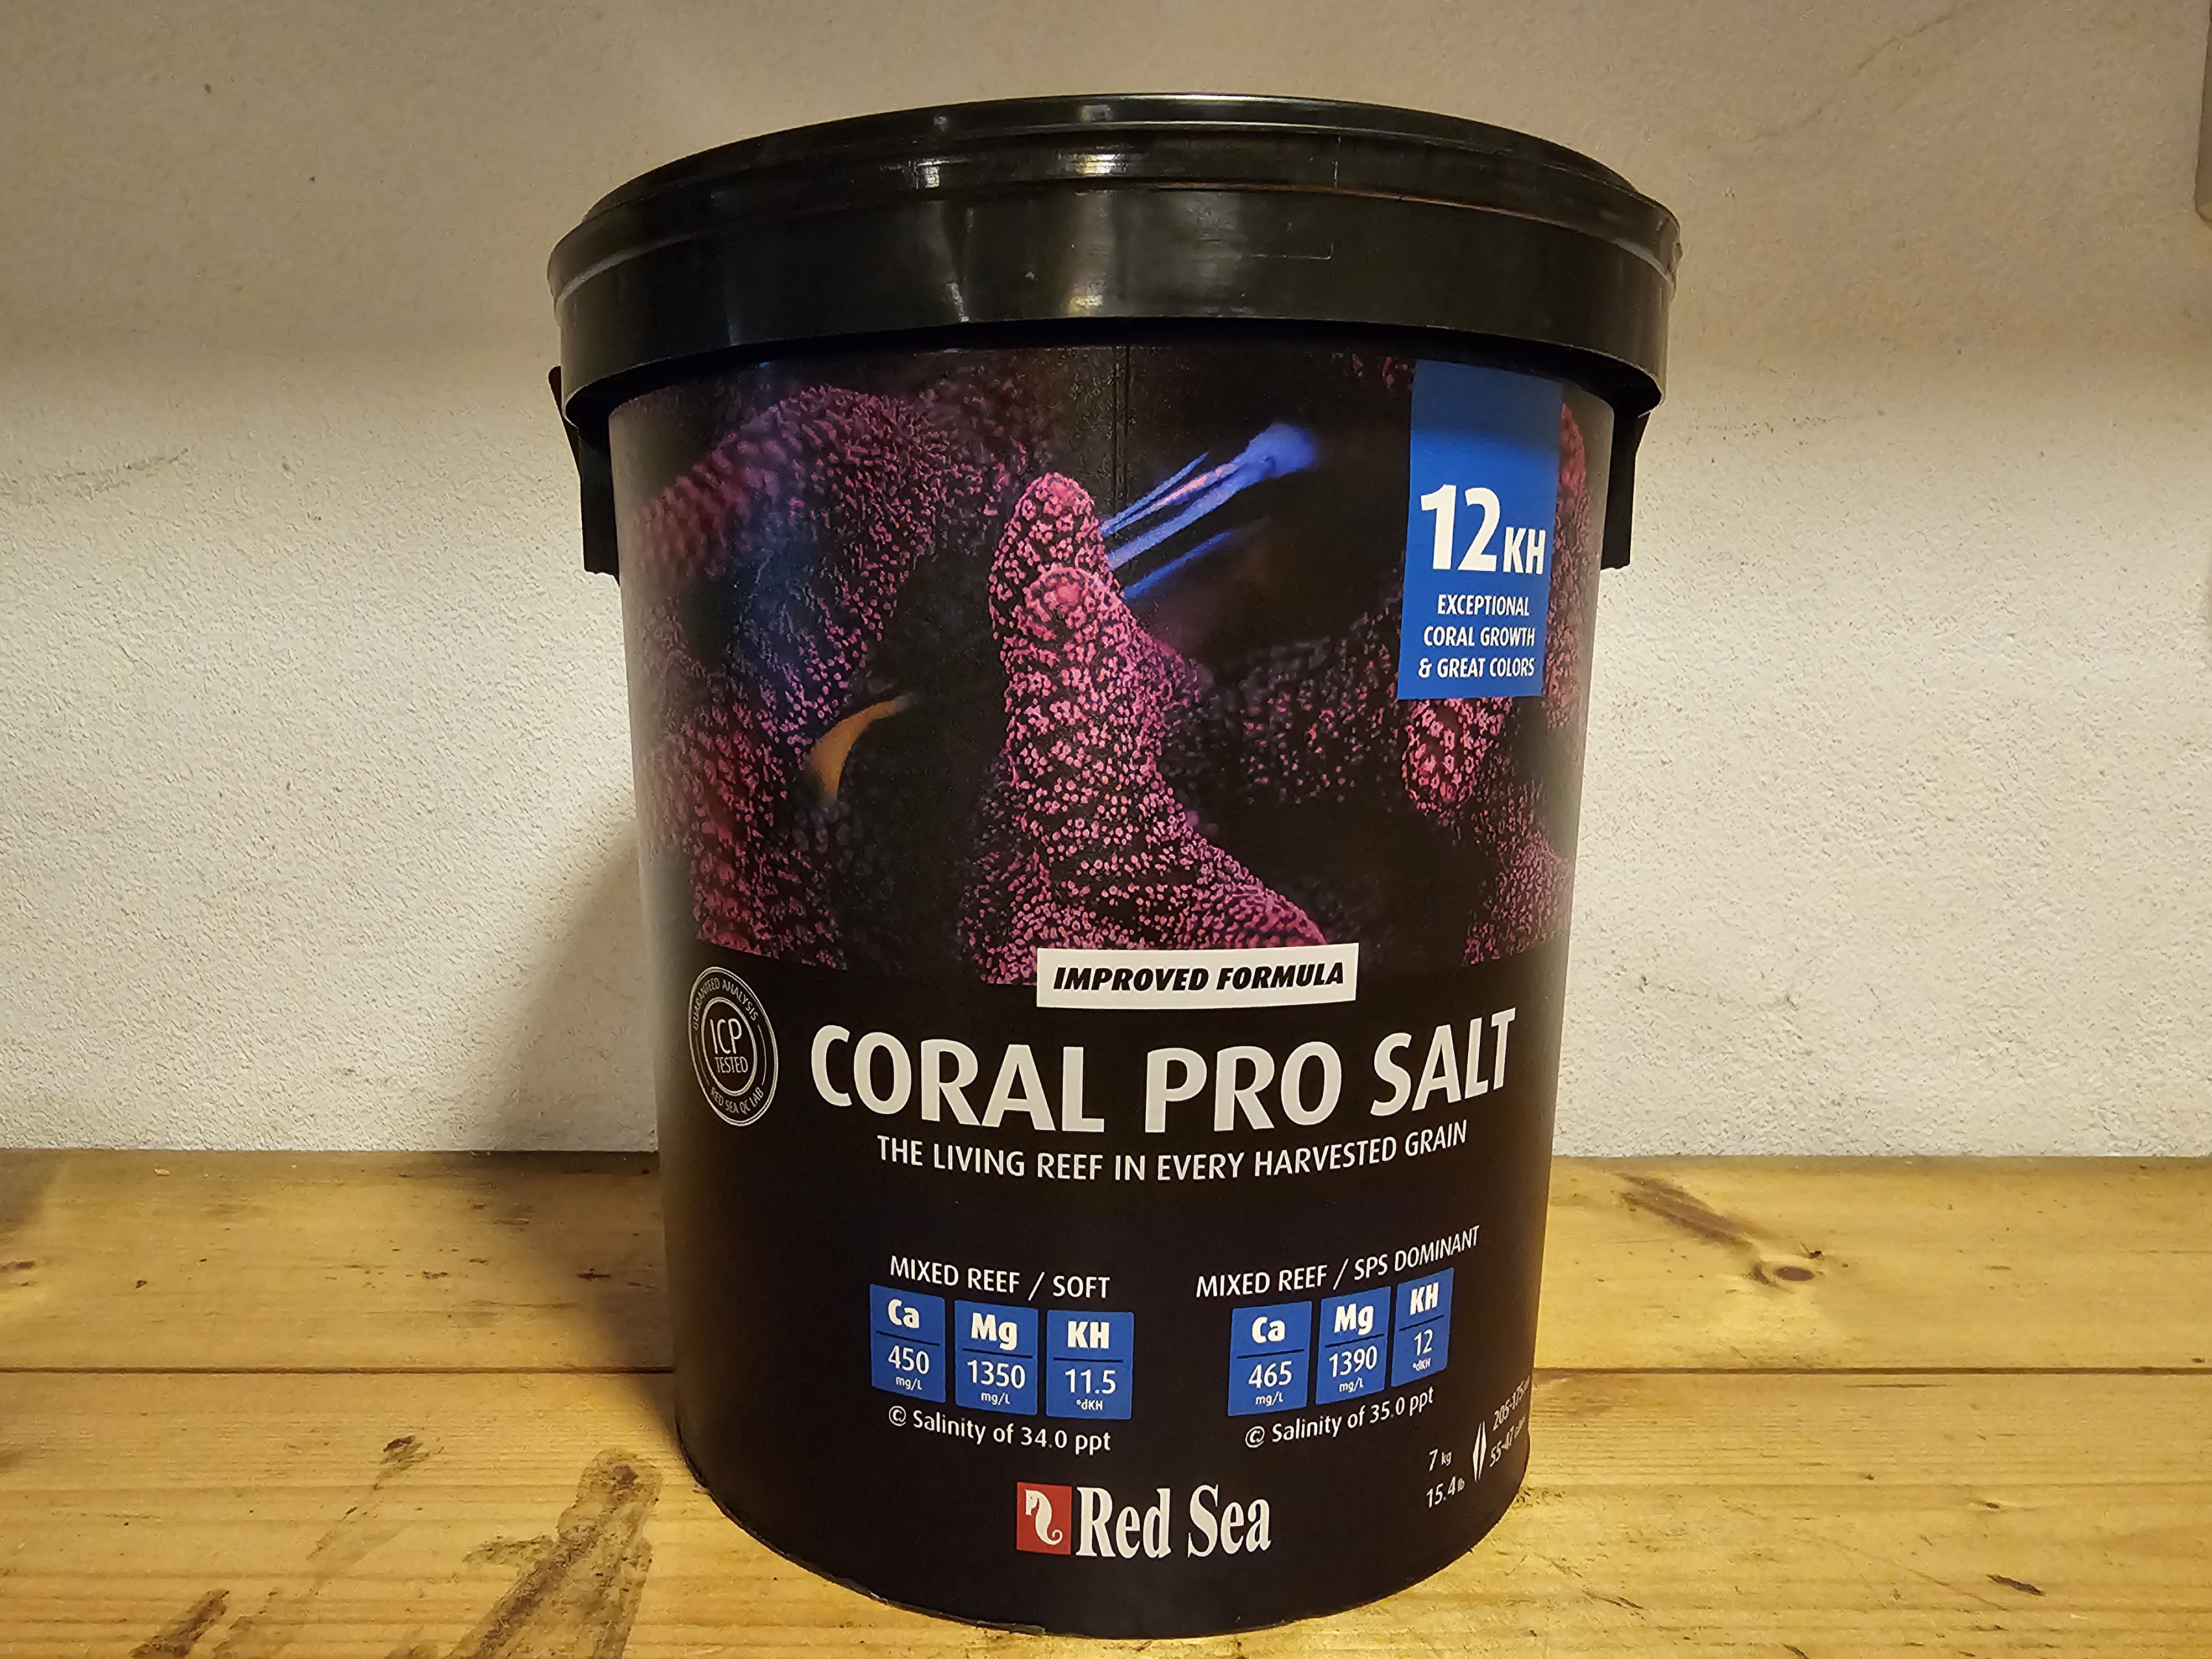 12KH
EXCEPTIONAL
CORAL GROWTH
& GREAT COLORS
IMPROVED FORMULA
GUARANTEED ANALYSIS
ICP
TESTED
RED SEA QC LAB
CORAL PRO SALT
THE LIVING REEF IN EVERY HARVESTED GRAIN
MIXED REEF / SOFT
Ca
450
mg/L
Mg
1350
mg/L
KH
11.5
°dKH
© Salinity of 34.0 ppt
MIXED REEF / SPS DOMINANT
Ca
465
mg/L
Mg
1390
mg/L
KH
12
°dKH
© Salinity of 35.0 ppt
7 kg
15.4 lb
Red Sea